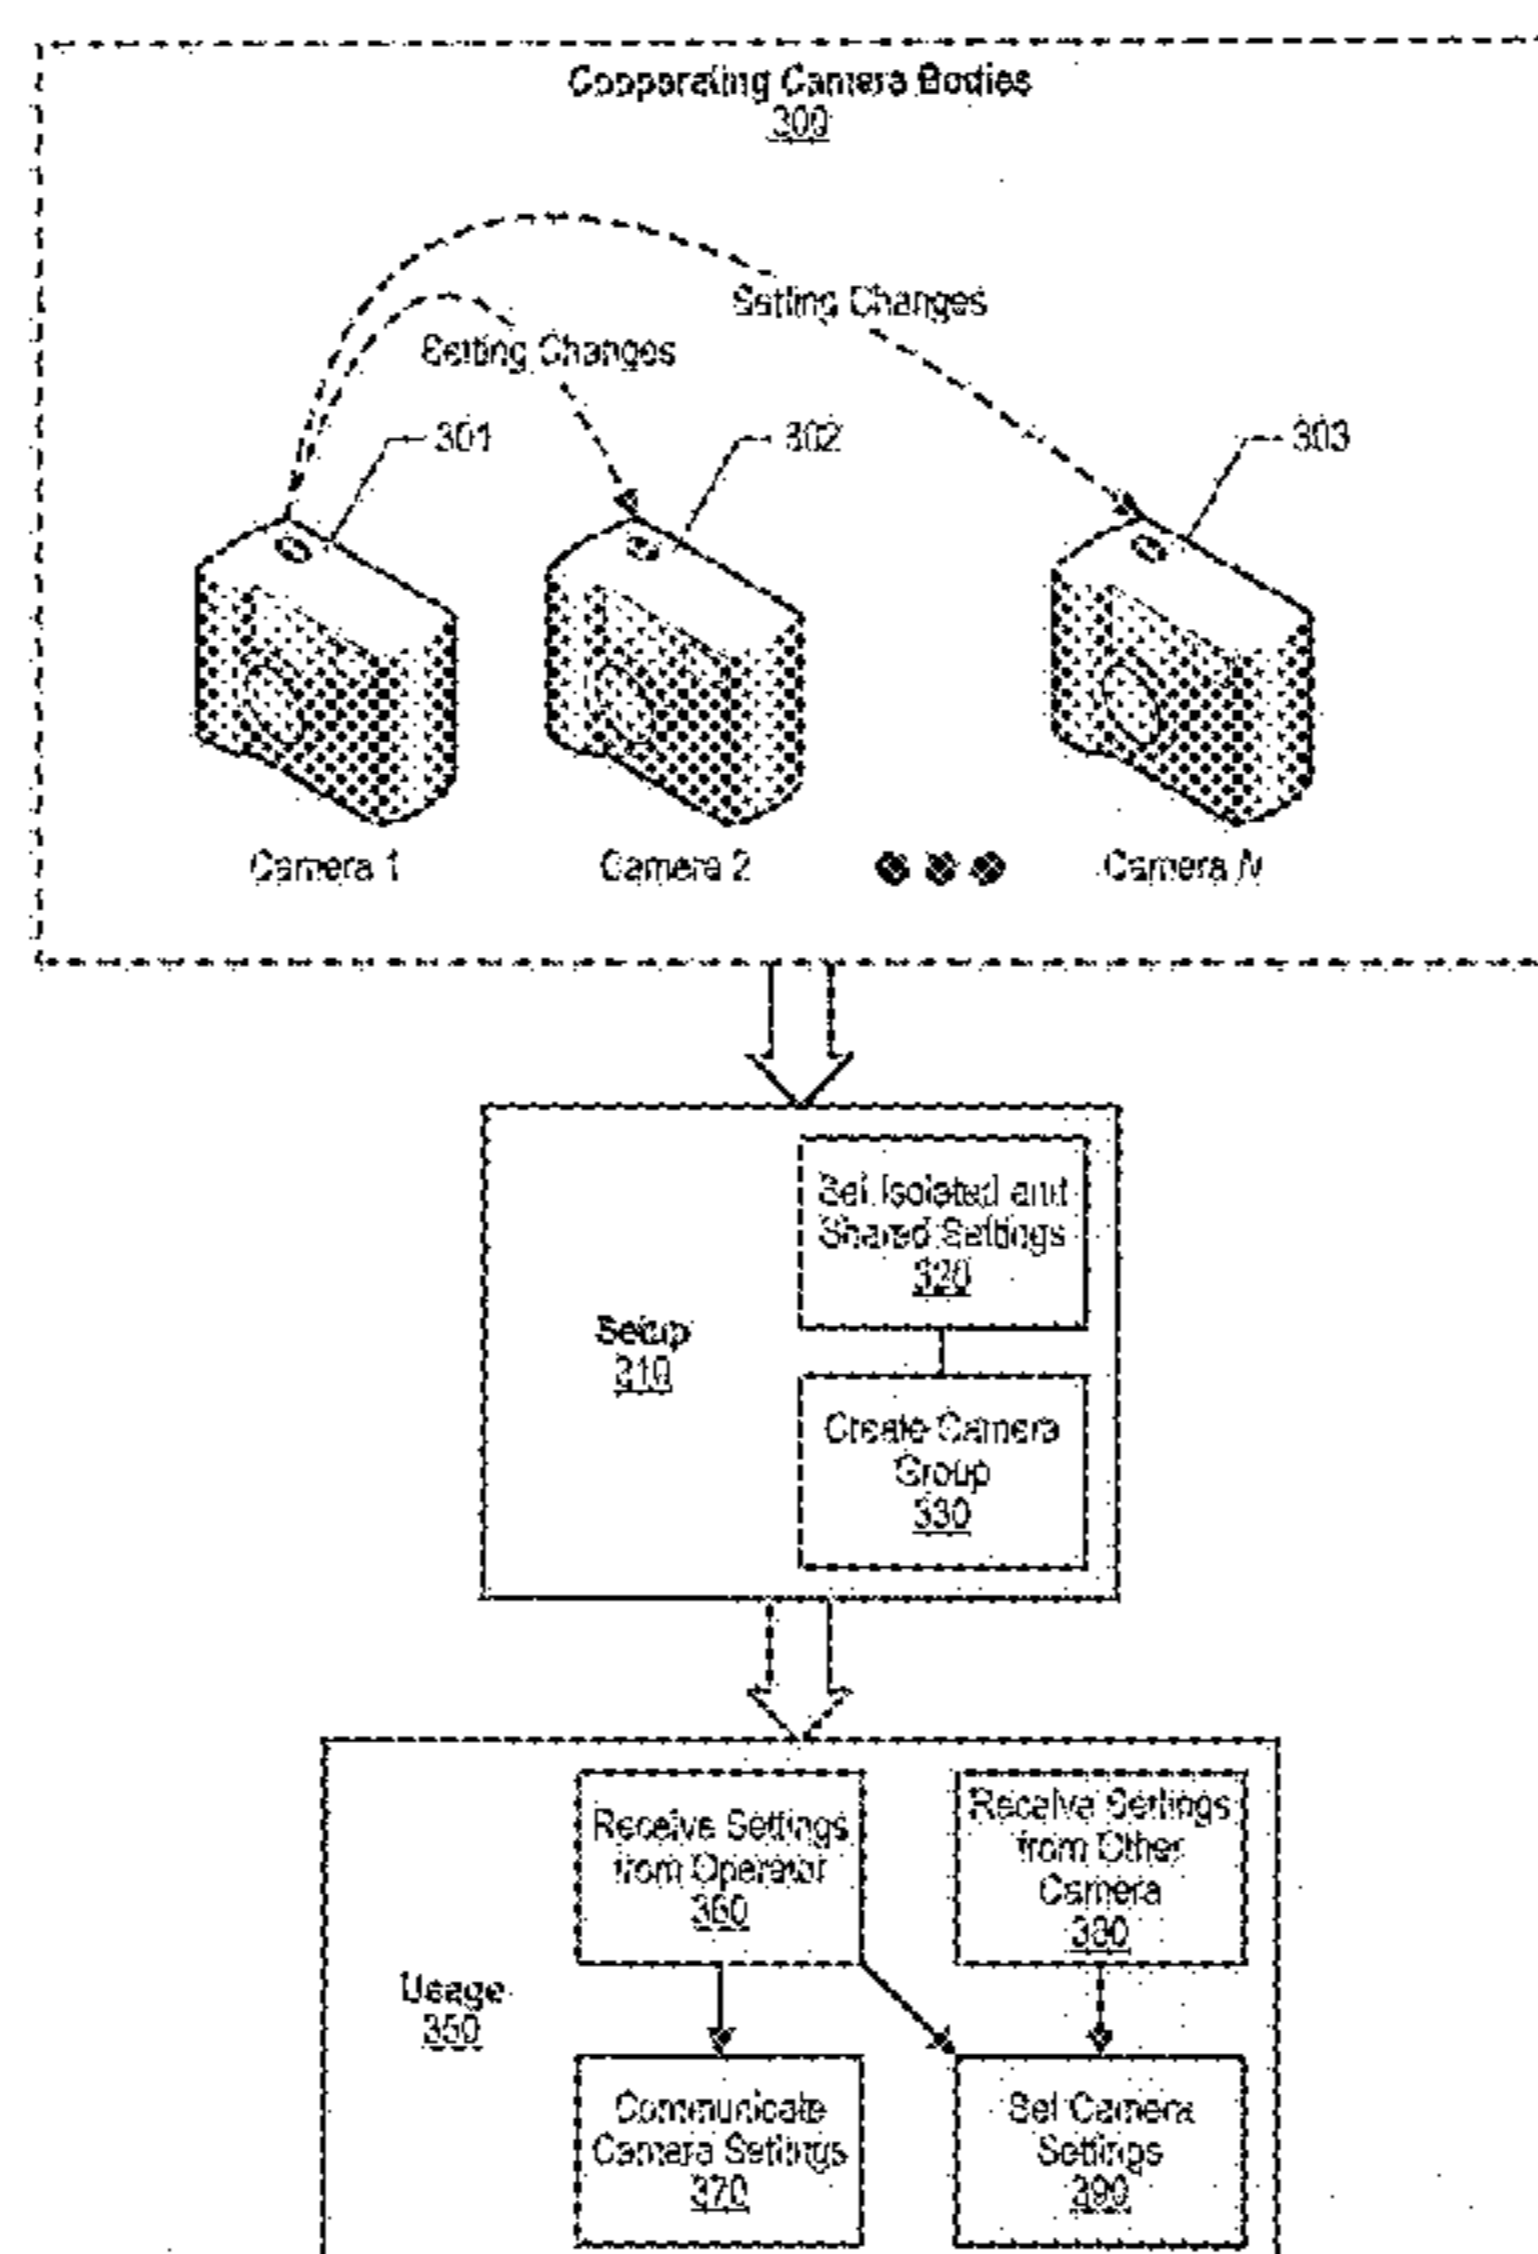 Cooperating Camera Bodies
300
Setting Changes
Setting Changes
301
302
303
Camera 1
Camera 2
Camera N
Set Isolated and
Shared Settings
320
Setup
310
Create Camera
Group
330
Receive Settings
from Operator
360
Receive Settings
from Other
Camera
380
Usage
350
Communicate
Camera Settings
370
Set Camera
Settings
390